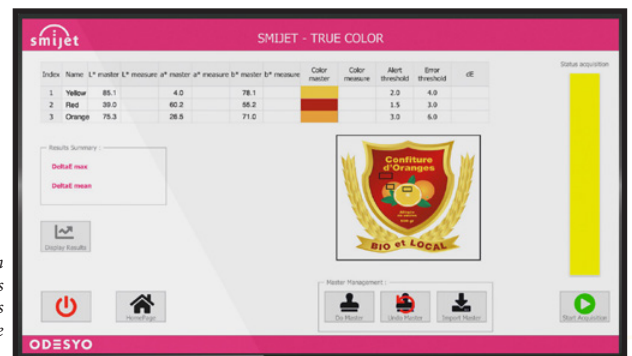 smijet
SMIJET - TRUE COLOR
Status acquisition
Index Name L* master L* measure a* master a* measure b* master b* measure Color master Color measure Alert threshold Error threshold dE
1 Yellow 85.1 4.0 78.1 2.0 4.0
2 Red 39.0 60.2 55.2 1.5 3.0
3 Orange 75.3 26.5 71.0 3.0 6.0
Results Summary :
DeltaE max
DeltaE mean
Confiture
d'Oranges
BIO et LOCAL
Display Results
Master Management :
HomePage
Do Master
Undo Master
Import Master
Start Acquisition
ODESYO